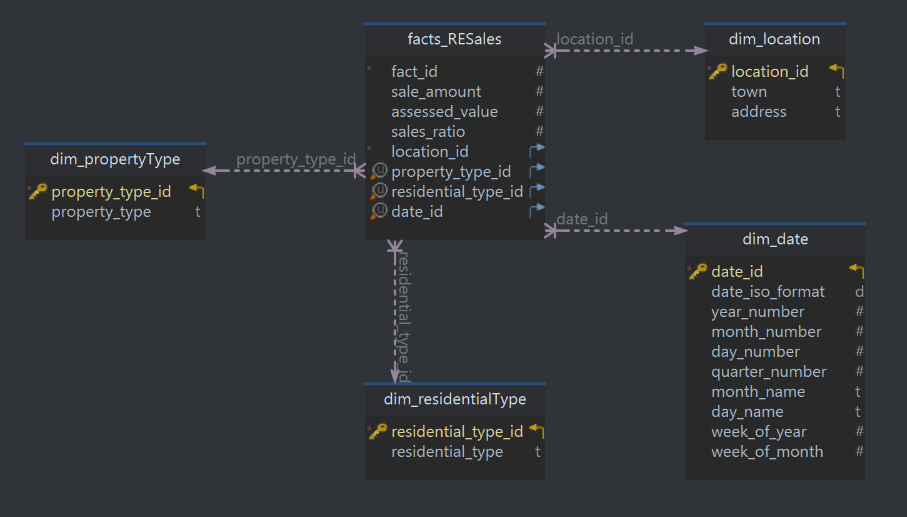 facts_RESales
fact_id #
sale_amount #
assessed_value #
sales_ratio #
location_id
property_type_id
residential_type_id
date_id
location_id
dim_location
location_id
town t
address t
dim_propertyType
property_type_id
property_type t
property_type_id
date_id
dim_date
date_id
date_iso_format d
year_number #
month_number #
day_number #
quarter_number #
month_name t
day_name t
week_of_year #
week_of_month #
residential_type_id
dim_residentialType
residential_type_id
residential_type t